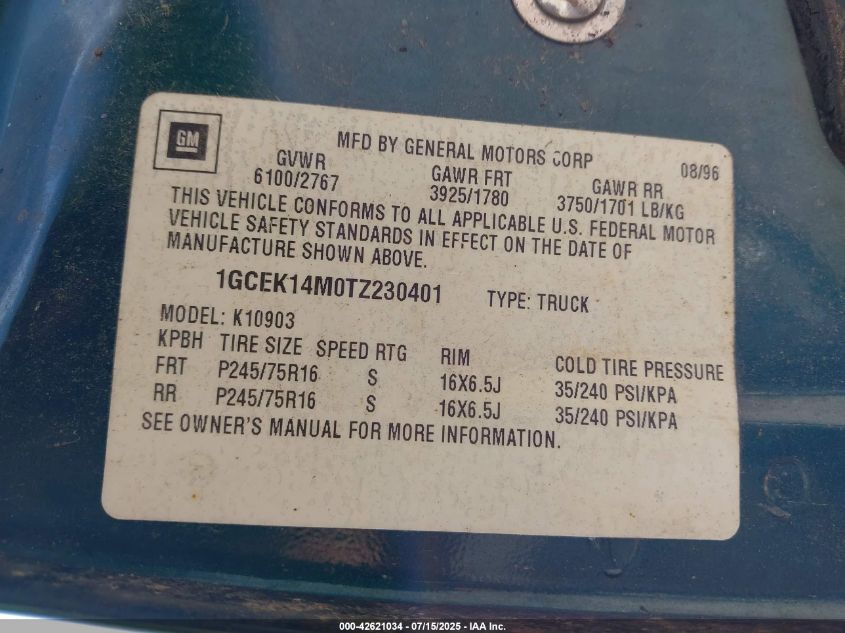 GM
MFD BY GENERAL MOTORS CORP 08/96
GVWR GAWR FRT GAWR RR
6100/2767 3925/1780 3750/1701 LB/KG
THIS VEHICLE CONFORMS TO ALL APPLICABLE U.S. FEDERAL MOTOR
VEHICLE SAFETY STANDARDS IN EFFECT ON THE DATE OF
MANUFACTURE SHOWN ABOVE.
1GCEK14M0TZ230401 TYPE: TRUCK
MODEL: K10903
KPBH TIRE SIZE SPEED RTG RIM COLD TIRE PRESSURE
FRT P245/75R16 S 16X6.5J 35/240 PSI/KPA
RR P245/75R16 S 16X6.5J 35/240 PSI/KPA
SEE OWNER'S MANUAL FOR MORE INFORMATION.
000-42621034 - 07/15/2025 - IAA Inc.